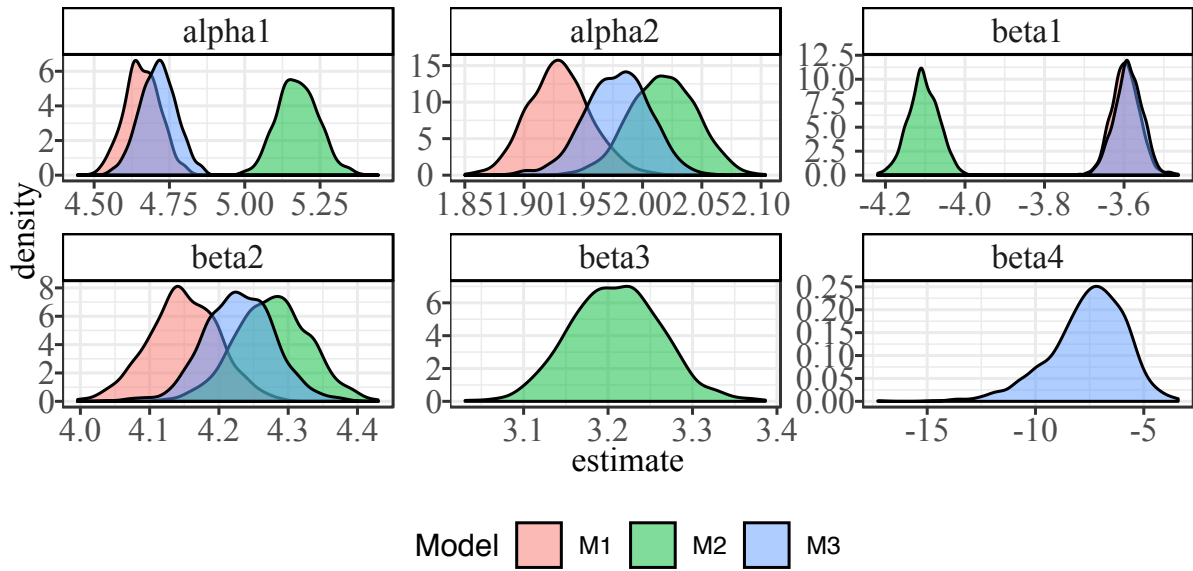 alpha1
alpha2
beta1
6
4
2
0
4.50 4.75 5.00 5.25
15
10
5
0
1.85 1.90 1.95 2.00 2.05 2.10
12.5
10.0
7.5
5.0
2.5
0.0
-4.2 -4.0 -3.8 -3.6
density
beta2
beta3
beta4
8
6
4
2
0
4.0 4.1 4.2 4.3 4.4
6
4
2
0
3.1 3.2 3.3 3.4
0.25
0.20
0.15
0.10
0.05
0.00
-15 -10 -5
estimate
Model M1 M2 M3